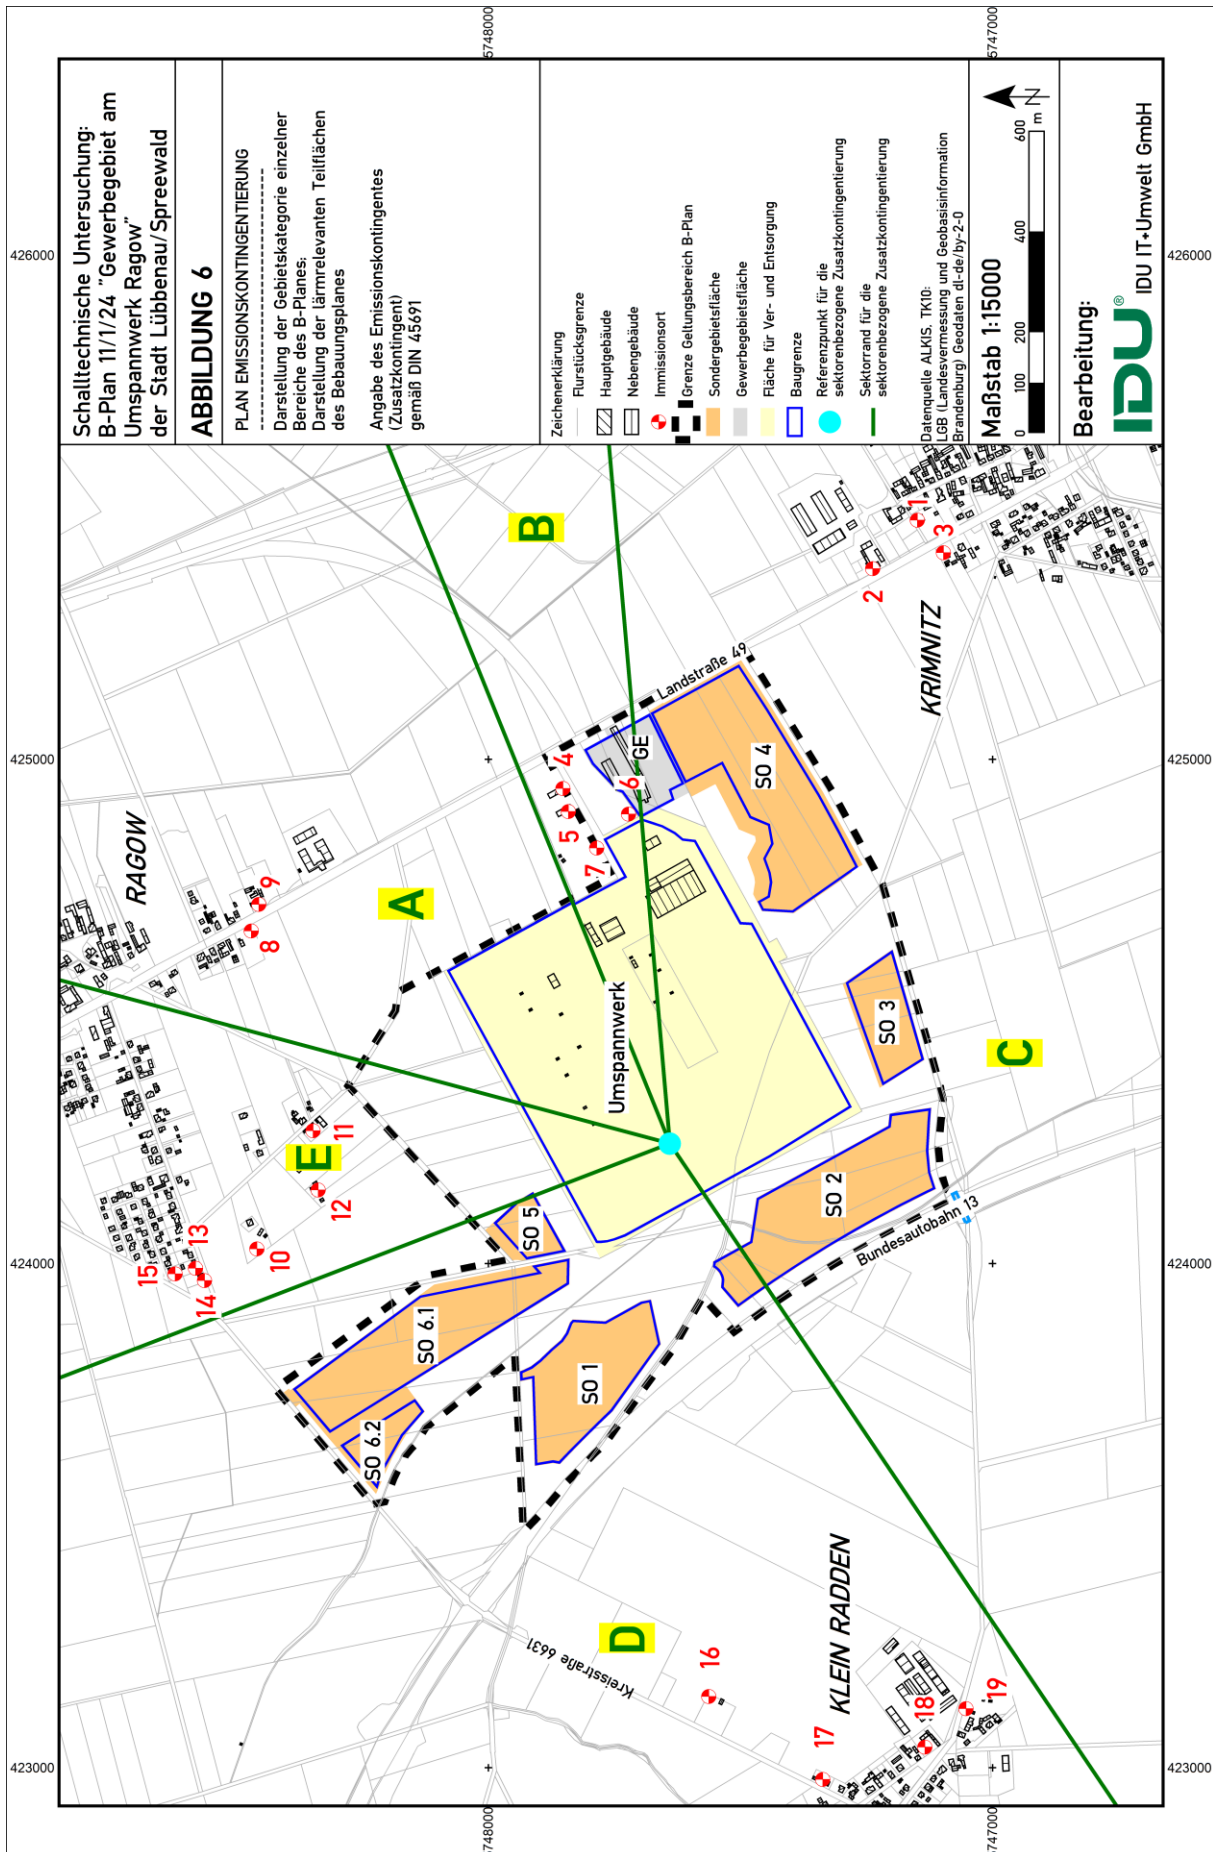 Schalltechnische Untersuchung:
B-Plan 11/1/24 "Gewerbegebiet am
Umspannwerk Ragow"
der Stadt Lübbenau/Spreewald
ABBILDUNG 6
PLAN EMISSIONSKONTINGENTIERUNG
------------------------------
Darstellung der Gebietskategorie einzelner
Bereiche des B-Planes;
Darstellung der lärmrelevanten Teilflächen
des Bebauungsplanes
Angabe des Emissionskontingentes
(Zusatzkontingent)
gemäß DIN 45691
Zeichenerklärung
Flurstücksgrenze
Hauptgebäude
Nebengebäude
Immissionsort
Grenze Geltungsbereich B-Plan
Sondergebietsfläche
Gewerbegebietsfläche
Fläche für Ver- und Entsorgung
Baugrenze
Referenzpunkt für die
sektorenbezogene Zusatzkontingentierung
Sektorrand für die
sektorenbezogene Zusatzkontingentierung
Datenquelle ALKIS, TK10:
LGB (Landesvermessung und Geobasisinformation
Brandenburg) Geodaten dl-de/by-2-0
Maßstab 1:15000
0 100 200 400 600
m
N
Bearbeitung:
IDU® IDU IT+Umwelt GmbH
423000
424000
425000
426000
423000
424000
425000
426000
5748000
5747000
5748000
5747000
RAGOW
KRIMNITZ
KLEIN RADDEN
Umspannwerk
Landstraße 49
Bundesautobahn 13
Kreisstraße 6631
A
B
C
D
E
SO 1
SO 2
SO 3
SO 4
SO 5
SO 6.1
SO 6.2
GE
1
2
3
4
5
6
7
8
9
10
11
12
13
14
15
16
17
18
19